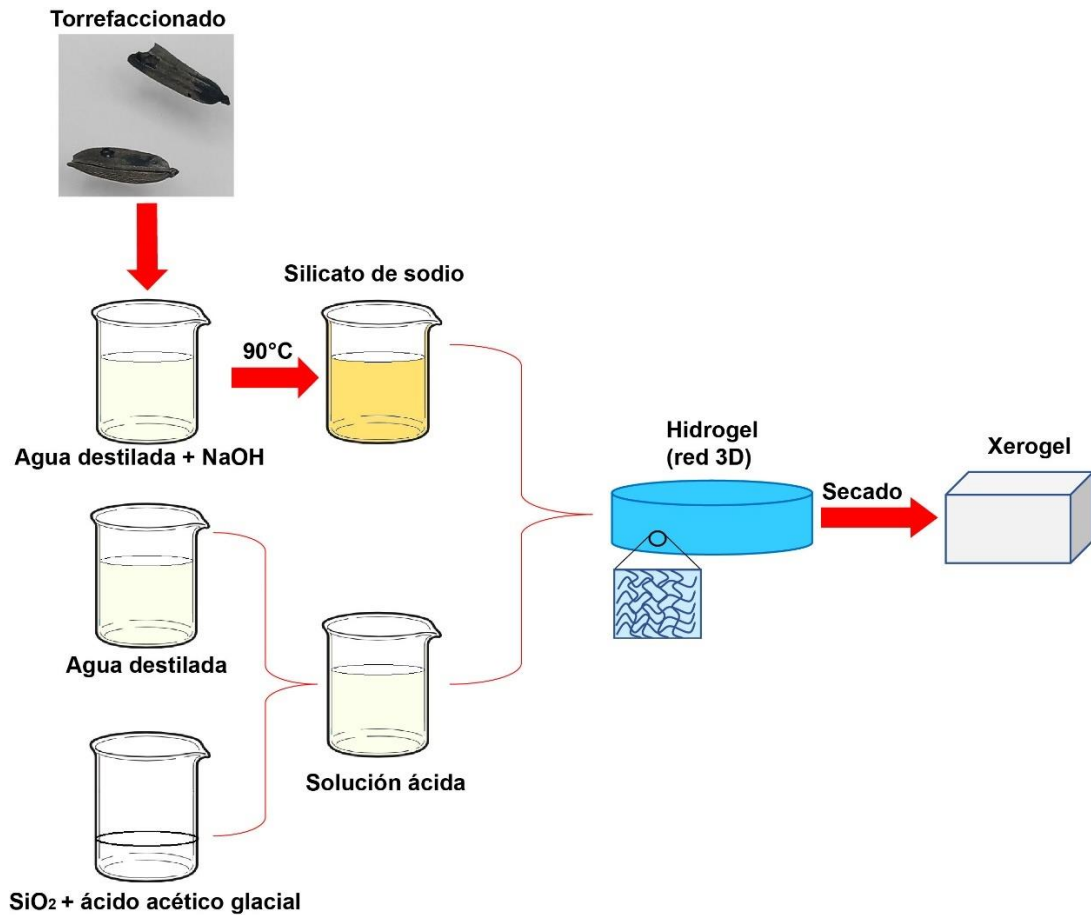 Torrefaccionado
Silicato de sodio
90°C
Agua destilada + NaOH
Hidrogel
(red 3D)
Secado
Xerogel
Agua destilada
Solución ácida
SiO₂ + ácido acético glacial